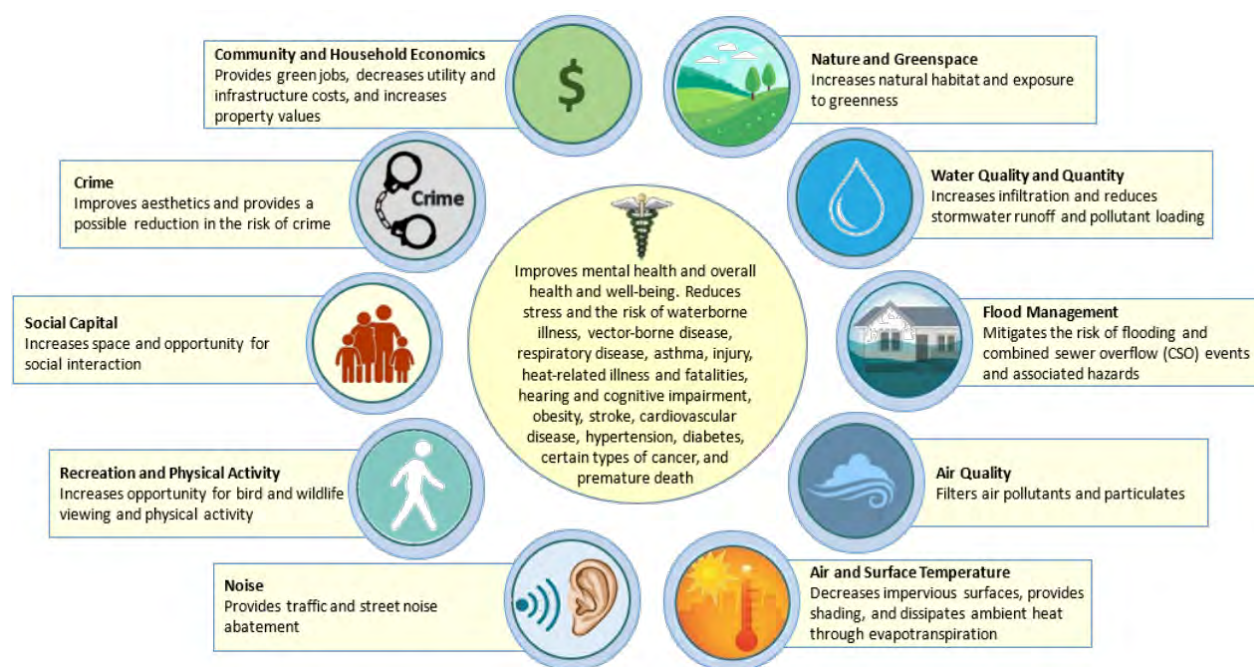 Community and Household Economics
Provides green jobs, decreases utility and
infrastructure costs, and increases
property values
$
Nature and Greenspace
Increases natural habitat and exposure
to greenness
Crime
Improves aesthetics and provides a
possible reduction in the risk of crime
Crime
Water Quality and Quantity
Increases infiltration and reduces
stormwater runoff and pollutant loading
Improves mental health and overall
health and well-being. Reduces
stress and the risk of waterborne
illness, vector-borne disease,
respiratory disease, asthma, injury,
heat-related illness and fatalities,
hearing and cognitive impairment,
obesity, stroke, cardiovascular
disease, hypertension, diabetes,
certain types of cancer, and
premature death
Social Capital
Increases space and opportunity for
social interaction
Flood Management
Mitigates the risk of flooding and
combined sewer overflow (CSO) events
and associated hazards
Recreation and Physical Activity
Increases opportunity for bird and wildlife
viewing and physical activity
Air Quality
Filters air pollutants and particulates
Noise
Provides traffic and street noise
abatement
Air and Surface Temperature
Decreases impervious surfaces, provides
shading, and dissipates ambient heat
through evapotranspiration